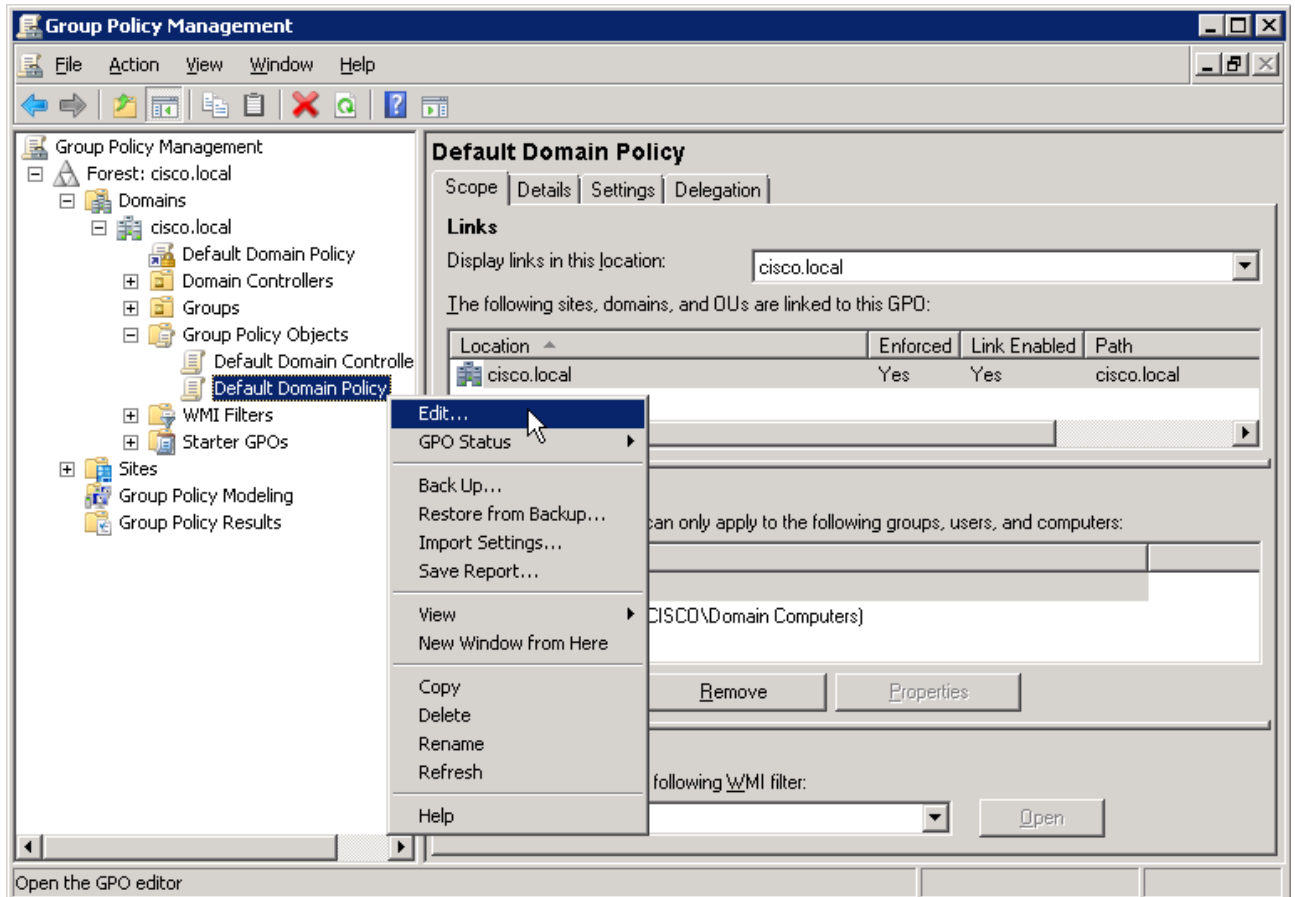 Group Policy Management
File Action View Window Help
Group Policy Management
Forest: cisco.local
Domains
cisco.local
Default Domain Policy
Domain Controllers
Groups
Group Policy Objects
Default Domain Controlle
Default Domain Policy
WMI Filters
Starter GPOs
Sites
Group Policy Modeling
Group Policy Results
Default Domain Policy
Scope Details Settings Delegation
Links
Display links in this location: cisco.local
The following sites, domains, and OUs are linked to this GPO:
Location Enforced Link Enabled Path
cisco.local Yes Yes cisco.local
Edit...
GPO Status
Back Up...
Restore from Backup...
Import Settings...
Save Report...
View
New Window from Here
Copy
Delete
Rename
Refresh
Help
can only apply to the following groups, users, and computers:
CISCO\Domain Computers)
Remove Properties
following WMI filter:
Open
Open the GPO editor